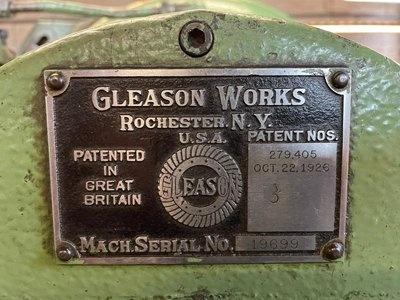 GLEASON WORKS
ROCHESTER, N.Y.
U.S.A.
PATENT NOS.
279,405
OCT. 22, 1926
3
PATENTED
IN
GREAT
BRITAIN
GLEASON
MACH. SERIAL NO. 19699